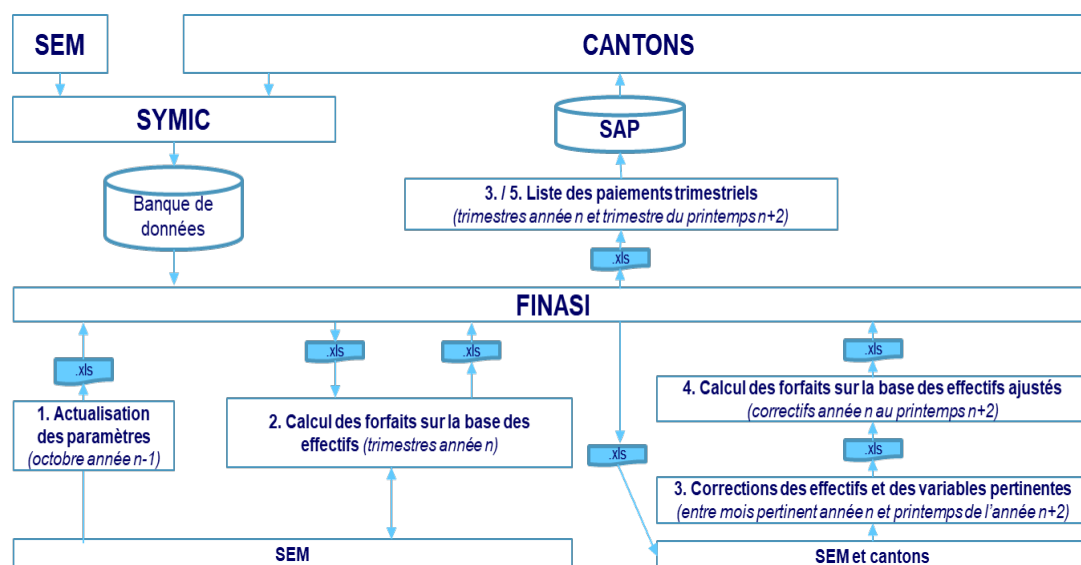 SEM
CANTONS
SYMIC
SAP
Banque de
données
3. / 5. Liste des paiements trimestriels
(trimestres année n et trimestre du printemps n+2)
.xls
FINASI
.xls
.xls
.xls
.xls
1. Actualisation
des paramètres
(octobre année n-1)
2. Calcul des forfaits sur la base des
effectifs (trimestres année n)
4. Calcul des forfaits sur la base des effectifs ajustés
(correctifs année n au printemps n+2)
.xls
.xls
3. Corrections des effectifs et des variables pertinentes
(entre mois pertinent année n et printemps de l'année n+2)
SEM
SEM et cantons